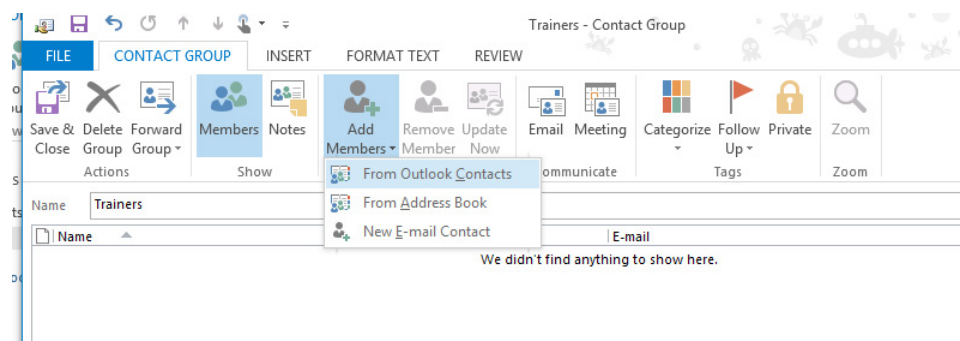 Trainers - Contact Group
FILE CONTACT GROUP INSERT FORMAT TEXT REVIEW
Save & Close
Delete Group
Forward Group
Members
Notes
Add Members
Remove Member
Update Now
Email
Meeting
Categorize
Follow Up
Private
Zoom
Actions Show ommunicate Tags Zoom
From Outlook Contacts
From Address Book
New E-mail Contact
Name Trainers
Name E-mail
We didn't find anything to show here.